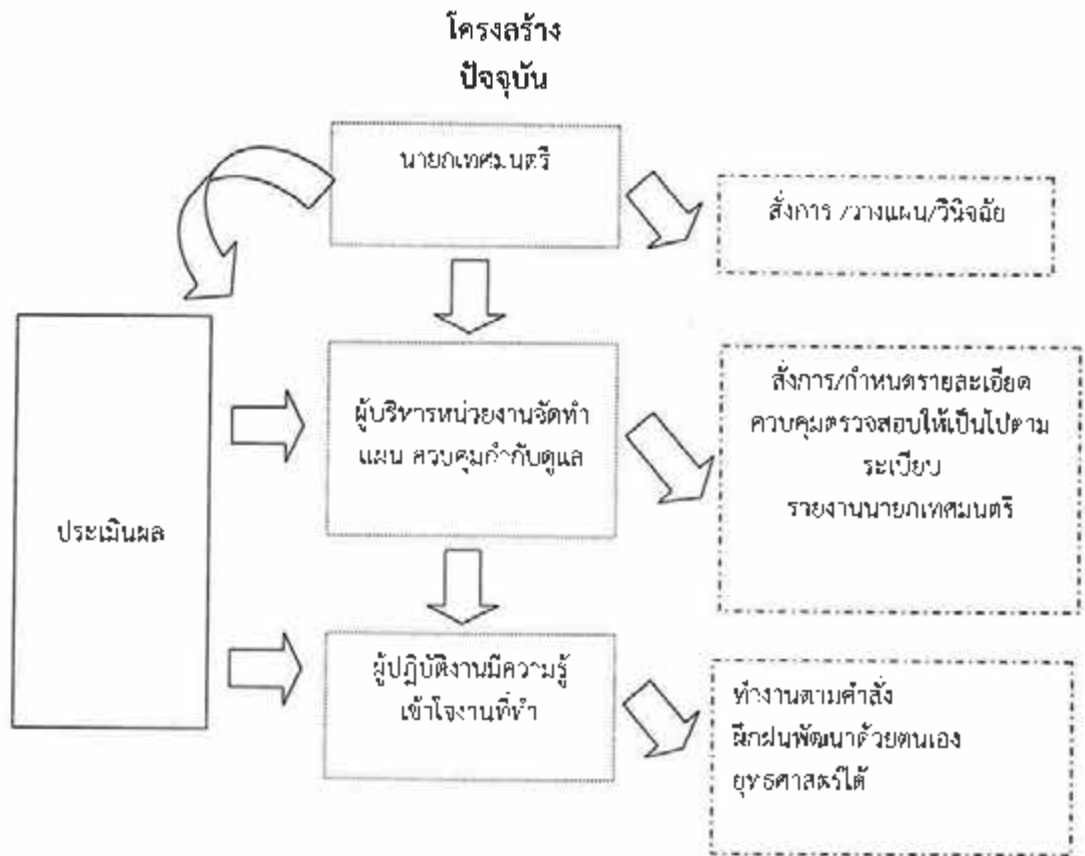 โครงสร้าง
ปัจจุบัน
นายกเทศมนตรี
สั่งการ /วางแผน/วินิจฉัย
ผู้บริหารหน่วยงานจัดทำ
แผน ควบคุมกำกับดูแล
สั่งการ/กำหนดรายละเอียด
ควบคุมตรวจสอบให้เป็นไปตาม
ระเบียบ
รายงานนายกเทศมนตรี
ประเมินผล
ผู้ปฏิบัติงานมีความรู้
เข้าใจงานที่ทำ
ทำงานตามคำสั่ง
ฝึกฝนพัฒนาด้วยตนเอง
ยุทธศาสตร์ได้